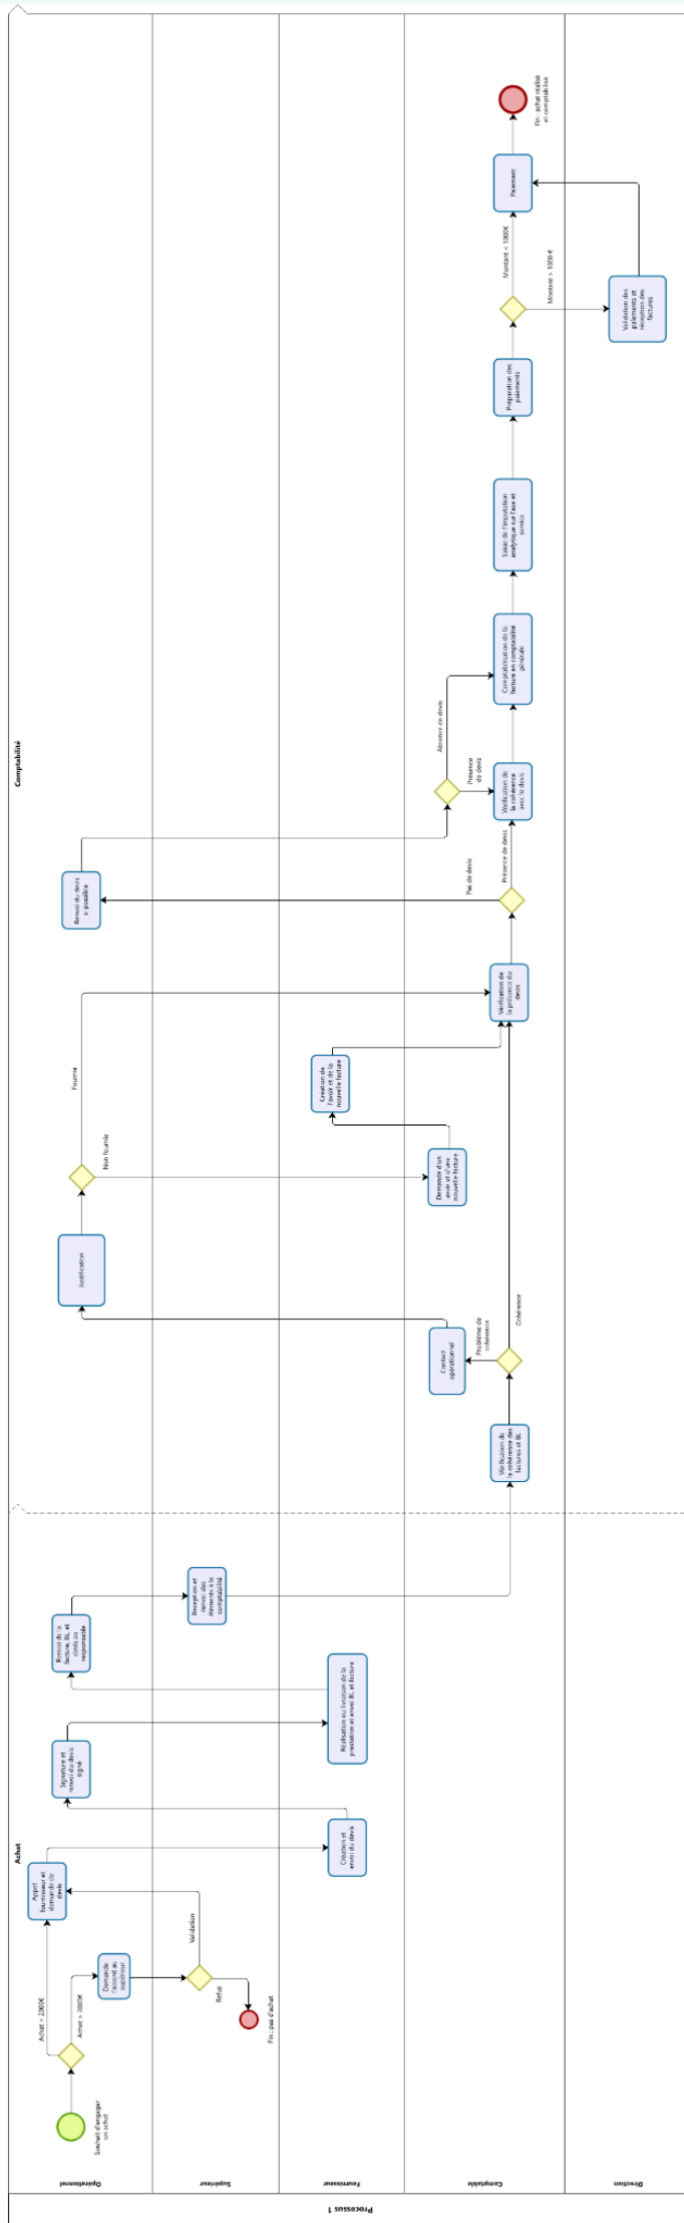 Processus 1
Opérationnel
Supérieur
Fournisseur
Comptable
Direction
Achat
Souhait d'engager
un achat
Achat < 2000€
Demande
l'accord au
supérieur
Validation
Refus
Fin : pas d'achat
Appel
fournisseur et
demande de
devis
Création et
envoi du devis
Signature et
renvoi du devis
signé
Réalisation ou livraison de la
prestation et envoi BL et facture
Renvoi de la
facture, BL, et
devis au
responsable
Réception et
renvoi des
éléments à la
comptabilité
Comptabilité
Vérification de
la cohérence des
factures et BL
Problème de
cohérence
Cohérence
Contact
opérationnel
Justification
Fournie
Non fournie
Demande d'un
avoir et d'une
nouvelle facture
Création de
l'avoir et de la
nouvelle facture
Vérification de
la présence du
devis
Pas de devis
Présence de devis
Renvoi du devis
si possible
Absence de devis
Présence
de devis
Vérification de
la cohérence
avec le devis
Comptabilisation de la
facture en comptabilité
générale
Saisie de l'imputation
analytique sur l'axe et
service
Préparation des
paiements
Montant < 1000€
Montant > 1000 €
Validation des
paiements et
réception des
factures
Paiement
Fin : achat réalisé
et comptabilisé